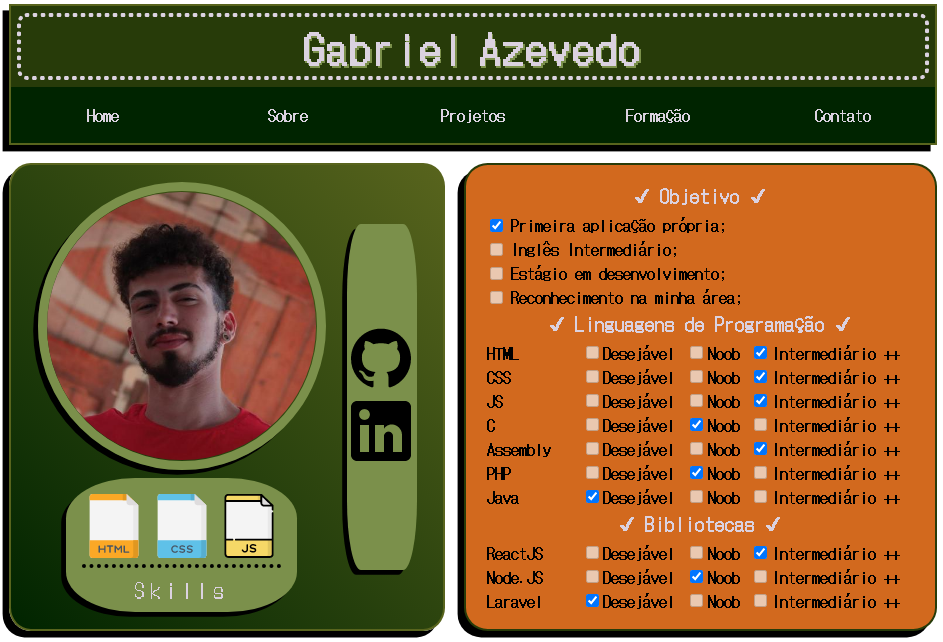 Gabriel Azevedo
Home Sobre Projetos Formação Contato
HTML CSS JS
Skills
in
✓ Objetivo ✓
Primeira aplicação própria;
Inglês Intermediário;
Estágio em desenvolvimento;
Reconhecimento na minha área;
✓ Linguagens de Programação ✓
HTML Desejável Noob Intermediário ++
CSS Desejável Noob Intermediário ++
JS Desejável Noob Intermediário ++
C Desejável Noob Intermediário ++
Assembly Desejável Noob Intermediário ++
PHP Desejável Noob Intermediário ++
Java Desejável Noob Intermediário ++
✓ Bibliotecas ✓
ReactJS Desejável Noob Intermediário ++
Node.JS Desejável Noob Intermediário ++
Laravel Desejável Noob Intermediário ++